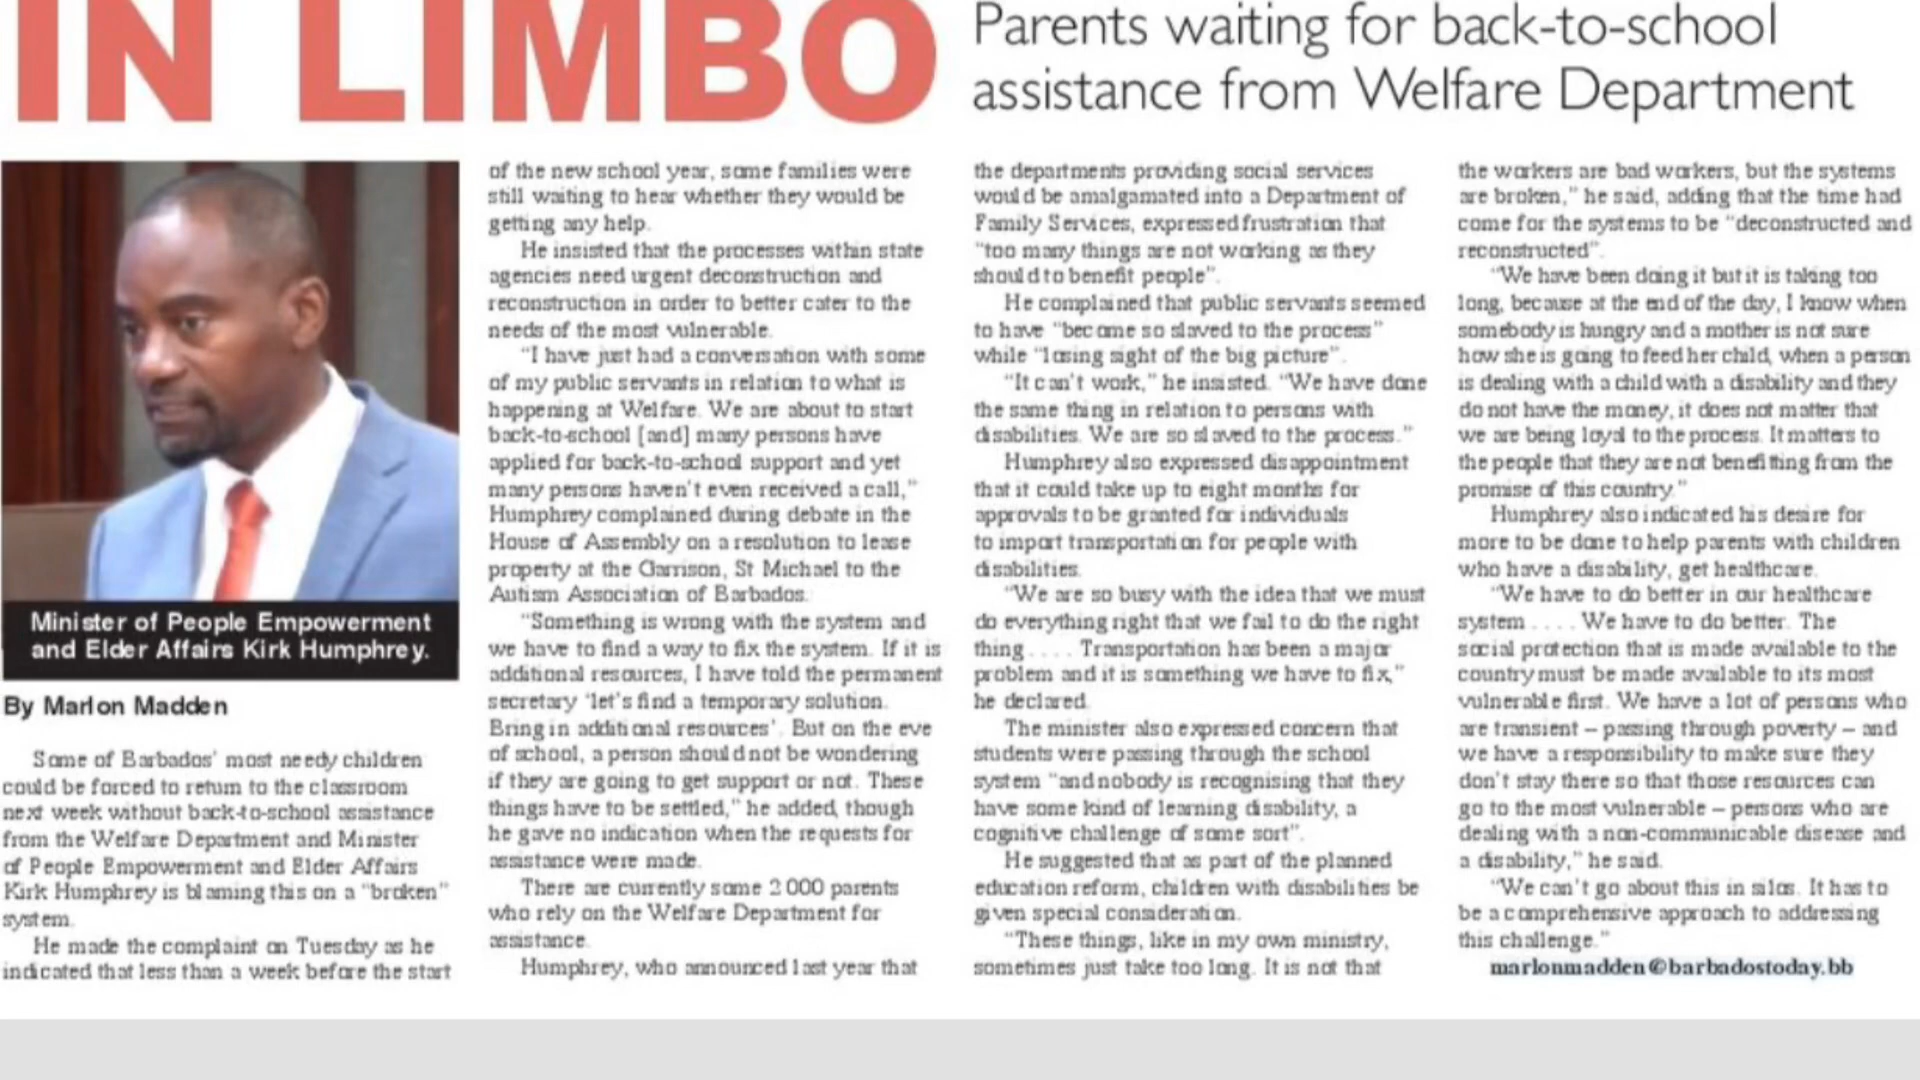 IN LIMBO
Parents waiting for back-to-school
assistance from Welfare Department
Minister of People Empowerment
and Elder Affairs Kirk Humphrey.
By Marlon Madden
Some of Barbados' most needy children
could be forced to return to the classroom
next week without back-to-school assistance
from the Welfare Department and Minister
of People Empowerment and Elder Affairs
Kirk Humphrey is blaming this on a "broken"
system.
He made the complaint on Tuesday as he
indicated that less than a week before the start
of the new school year, some families were
still waiting to hear whether they would be
getting any help.
He insisted that the processes within state
agencies need urgent deconstruction and
reconstruction in order to better cater to the
needs of the most vulnerable.
"I have just had a conversation with some
of my public servants in relation to what is
happening at Welfare. We are about to start
back-to-school [and] many persons have
applied for back-to-school support and yet
many persons haven't even received a call,"
Humphrey complained during debate in the
House of Assembly on a resolution to lease
property at the Garrison, St Michael to the
Autism Association of Barbados.
"Something is wrong with the system and
we have to find a way to fix the system. If it is
additional resources, I have told the permanent
secretary 'let's find a temporary solution.
Bring in additional resources'. But on the eve
of school, a person should not be wondering
if they are going to get support or not. These
things have to be settled," he added, though
he gave no indication when the requests for
assistance were made.
There are currently some 2 000 parents
who rely on the Welfare Department for
assistance.
Humphrey, who announced last year that
the departments providing social services
would be amalgamated into a Department of
Family Services, expressed frustration that
"too many things are not working as they
should to benefit people".
He complained that public servants seemed
to have "became so slaved to the process"
while "losing sight of the big picture".
"It can't work," he insisted. "We have done
the same thing in relation to persons with
disabilities. We are so slaved to the process."
Humphrey also expressed disappointment
that it could take up to eight months for
approvals to be granted for individuals
to import transportation for people with
disabilities.
"We are so busy with the idea that we must
do everything right that we fail to do the right
thing . . . . Transportation has been a major
problem and it is something we have to fix,"
he declared.
The minister also expressed concern that
students were passing through the school
system "and nobody is recognising that they
have some kind of learning disability, a
cognitive challenge of some sort".
He suggested that as part of the planned
education reform, children with disabilities be
given special consideration.
"These things, like in my own ministry,
sometimes just take too long. It is not that
the workers are bad workers, but the systems
are broken," he said, adding that the time had
come for the systems to be "deconstructed and
reconstructed".
"We have been doing it but it is taking too
long, because at the end of the day, I know when
somebody is hungry and a mother is not sure
how she is going to feed her child, when a person
is dealing with a child with a disability and they
do not have the money, it does not matter that
we are being loyal to the process. It matters to
the people that they are not benefitting from the
promise of this country."
Humphrey also indicated his desire for
more to be done to help parents with children
who have a disability, get healthcare.
"We have to do better in our healthcare
system . . . . We have to do better. The
social protection that is made available to the
country must be made available to its most
vulnerable first. We have a lot of persons who
are transient – passing through poverty – and
we have a responsibility to make sure they
don't stay there so that those resources can
go to the most vulnerable – persons who are
dealing with a non-communicable disease and
a disability," he said.
"We can't go about this in silos. It has to
be a comprehensive approach to addressing
this challenge."
marlonmadden@barbadostoday.bb